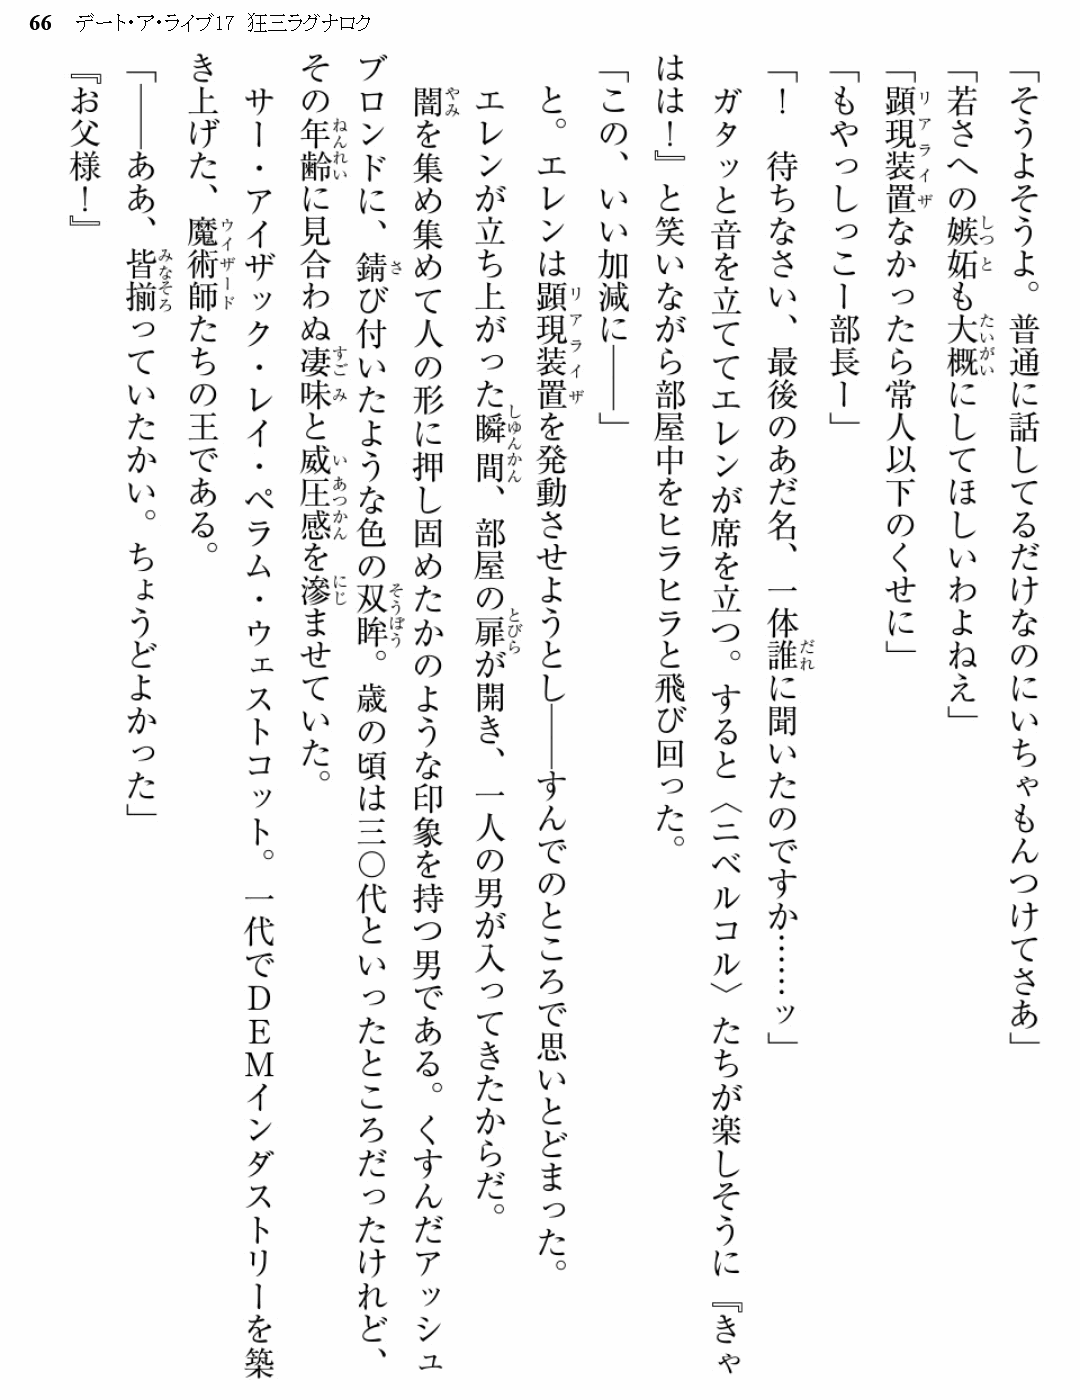 66 デート・ア・ライブ17 狂三ラグナロク
「そうよそうよ。普通に話してるだけなのにいちゃもんつけてさあ」
「若さへの嫉妬も大概にしてほしいわよねえ」
「顕現装置なかったら常人以下のくせに」
「もやっしっこー部長ー」
「！　待ちなさい、最後のあだ名、一体誰に聞いたのですか……ッ」
　ガタッと音を立ててエレンが席を立つ。すると〈ニベルコル〉たちが楽しそうに『きゃ
はは！』と笑いながら部屋中をヒラヒラと飛び回った。
「この、いい加減に――」
　と。エレンは顕現装置を発動させようとし――すんでのところで思いとどまった。
　エレンが立ち上がった瞬間、部屋の扉が開き、一人の男が入ってきたからだ。
　闇を集め集めて人の形に押し固めたかのような印象を持つ男である。くすんだアッシュ
ブロンドに、錆び付いたような色の双眸。歳の頃は三〇代といったところだったけれど、
その年齢に見合わぬ凄味と威圧感を滲ませていた。
　サー・アイザック・レイ・ペラム・ウェストコット。一代でＤＥＭインダストリーを築
き上げた、魔術師たちの王である。
「――ああ、皆揃っていたかい。ちょうどよかった」
『お父様！』